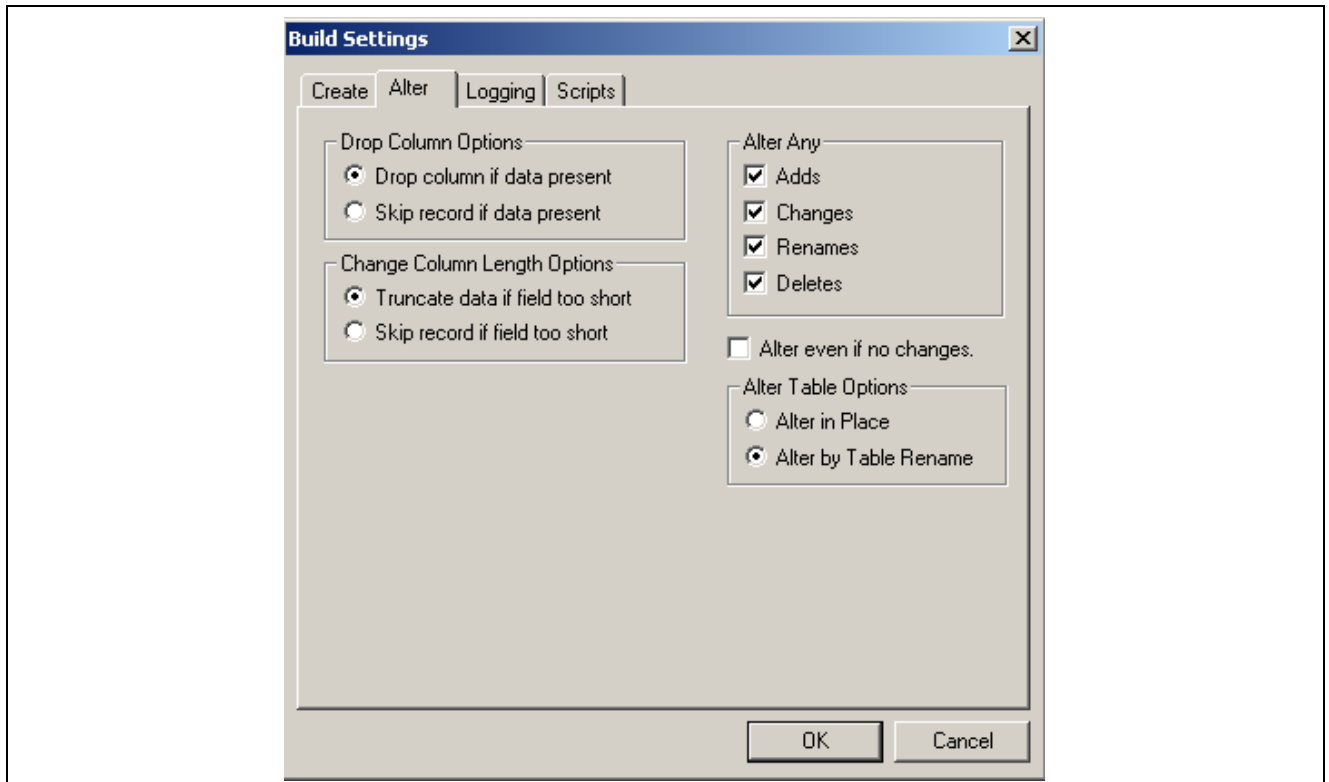 Build Settings
Create Alter Logging Scripts
Drop Column Options
Drop column if data present
Skip record if data present
Change Column Length Options
Truncate data if field too short
Skip record if field too short
Alter Any
Adds
Changes
Renames
Deletes
Alter even if no changes.
Alter Table Options
Alter in Place
Alter by Table Rename
OK Cancel